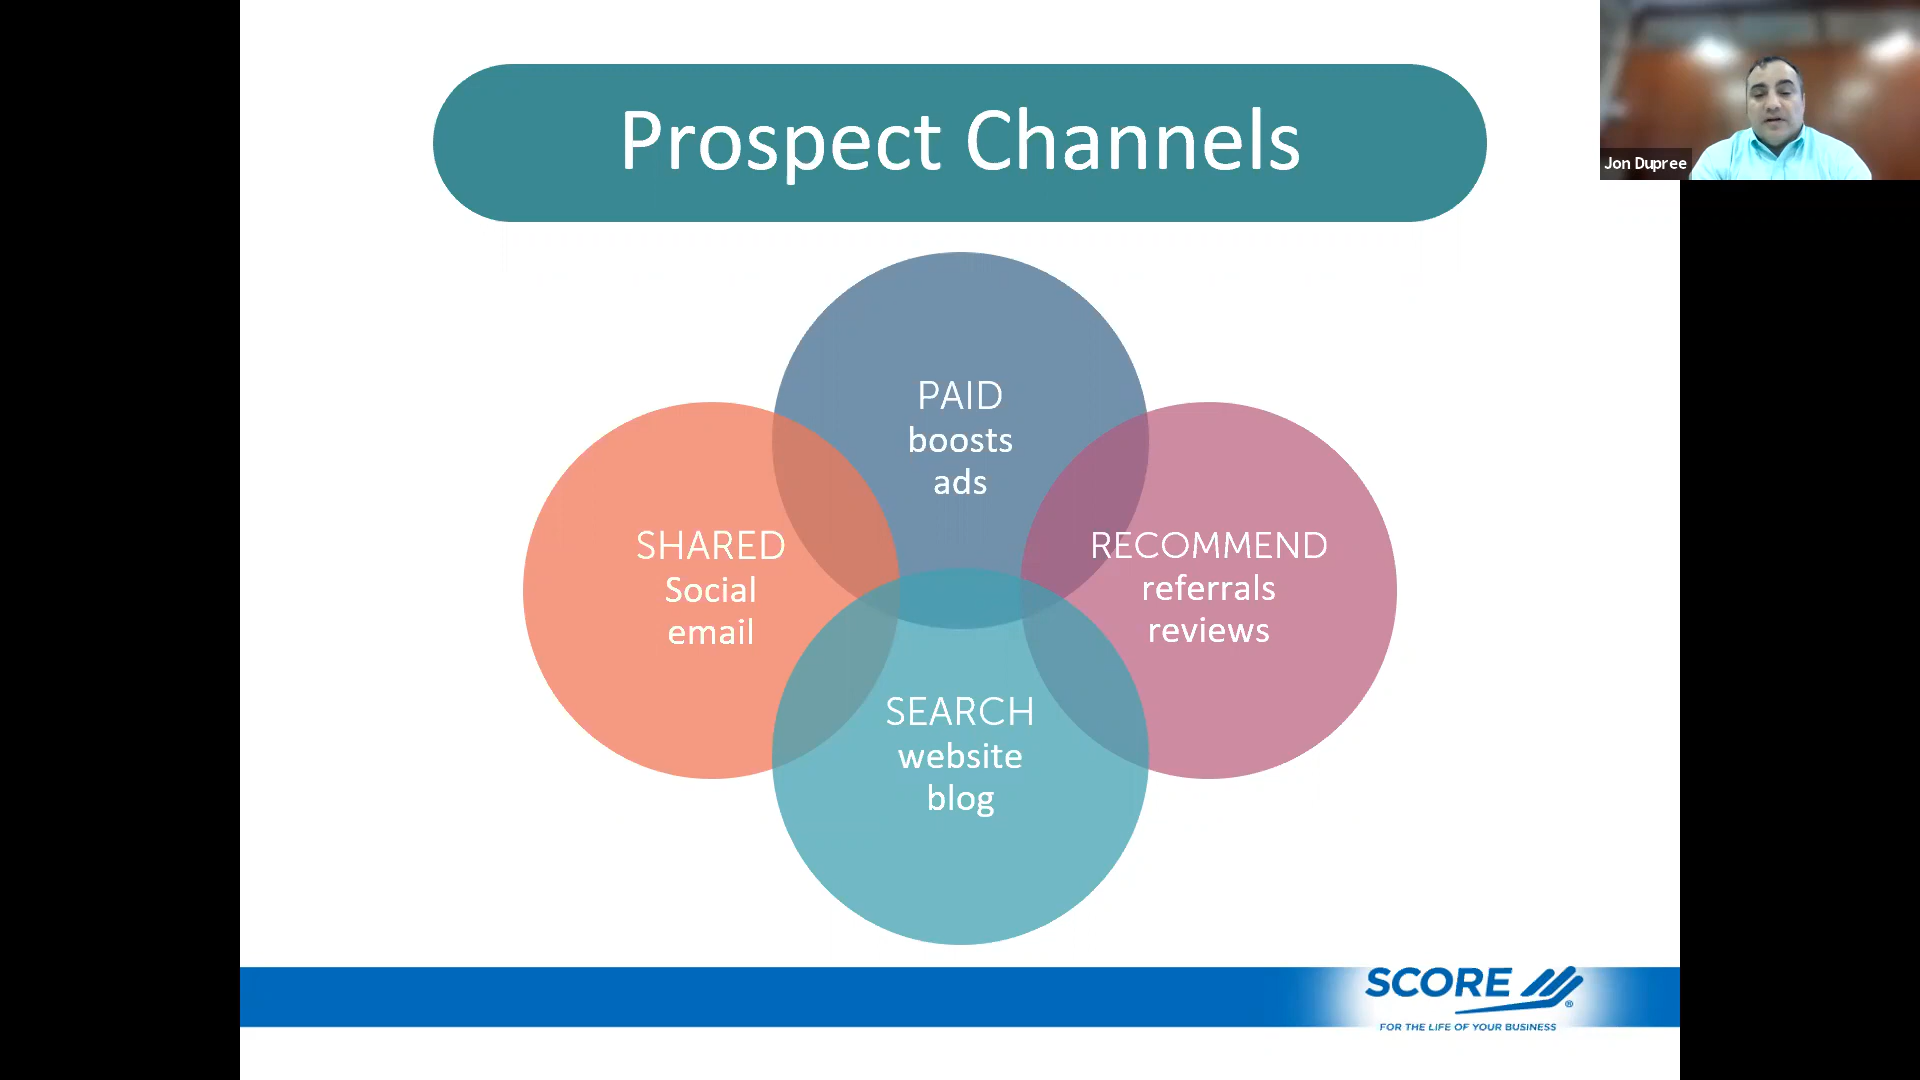 Prospect Channels
Jon Dupree
PAID
boosts
ads
SHARED
Social
email
RECOMMEND
referrals
reviews
SEARCH
website
blog
SCORE ®
FOR THE LIFE OF YOUR BUSINESS